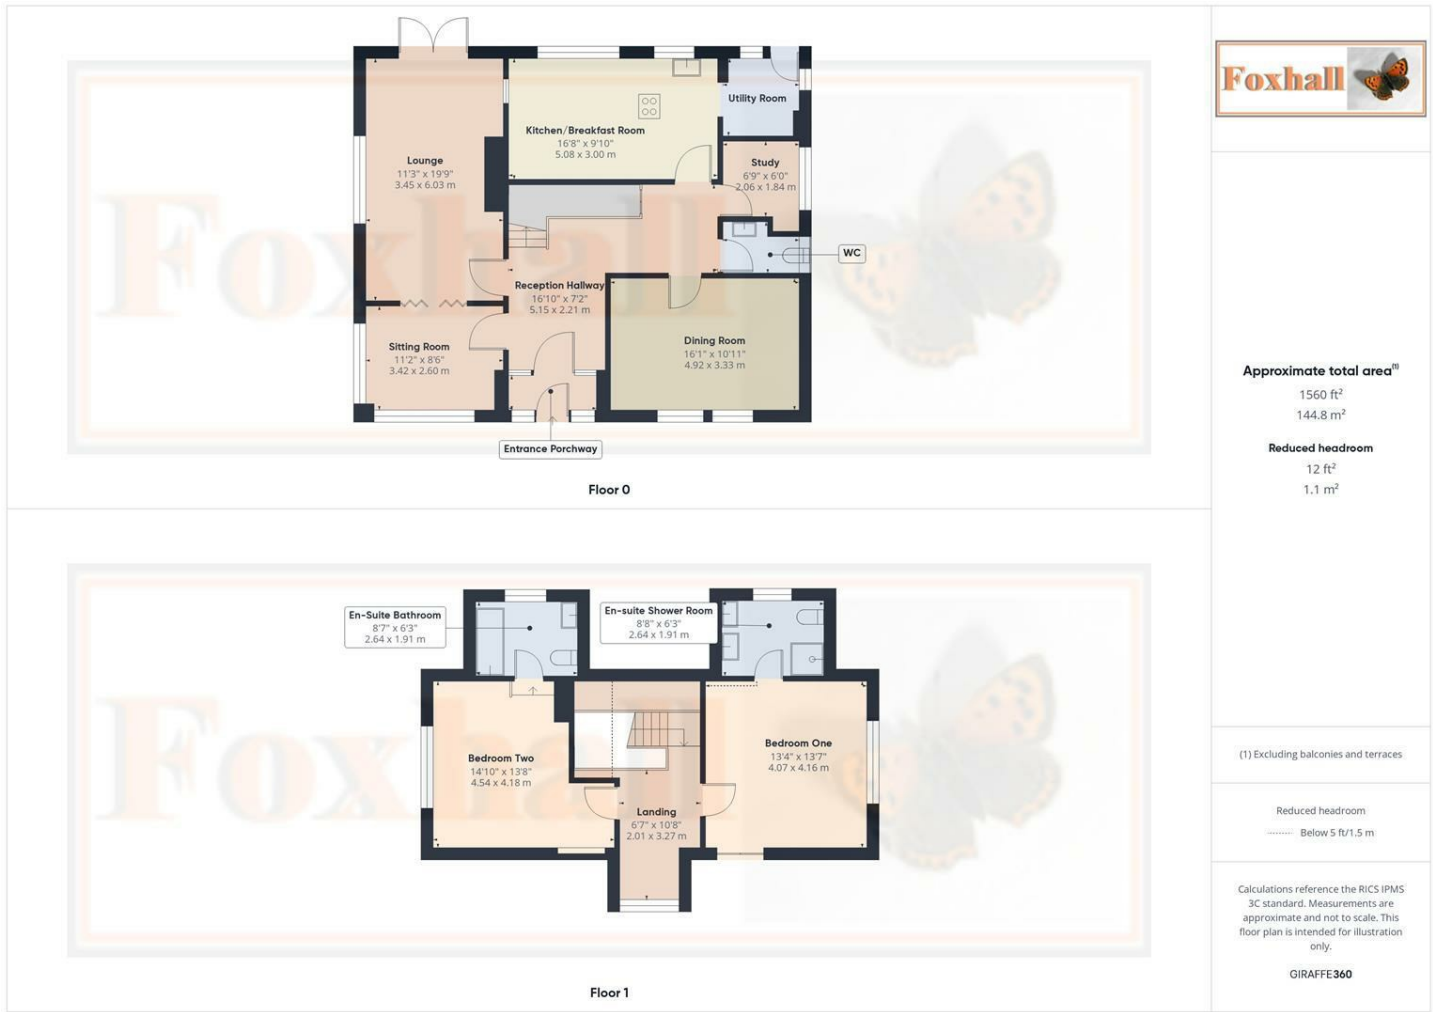 Lounge
11'3" x 19'9"
3.45 x 6.03 m
Kitchen/Breakfast Room
16'8" x 9'10"
5.08 x 3.00 m
Utility Room
Study
6'9" x 6'0"
2.06 x 1.84 m
WC
Reception Hallway
16'10" x 7'2"
5.15 x 2.21 m
Sitting Room
11'2" x 8'6"
3.42 x 2.60 m
Dining Room
16'1" x 10'11"
4.92 x 3.33 m
Entrance Porchway
Foxhall
Floor 0
En-Suite Bathroom
8'7" x 6'3"
2.64 x 1.91 m
En-suite Shower Room
8'8" x 6'3"
2.64 x 1.91 m
Bedroom Two
14'10" x 13'8"
4.54 x 4.18 m
Bedroom One
13'4" x 13'7"
4.07 x 4.16 m
Landing
6'7" x 10'8"
2.01 x 3.27 m
Foxhall
Floor 1
Foxhall
Approximate total area(1)
1560 ft²
144.8 m²
Reduced headroom
12 ft²
1.1 m²
(1) Excluding balconies and terraces
Reduced headroom
Below 5 ft/1.5 m
Calculations reference the RICS IPMS
3C standard. Measurements are
approximate and not to scale. This
floor plan is intended for illustration
only.
GIRAFFE360